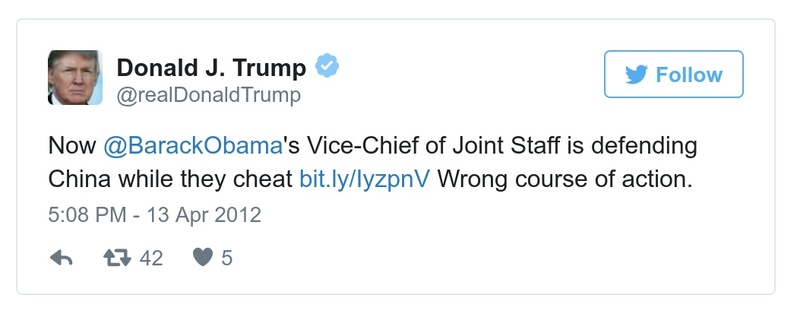 Donald J. Trump
@realDonaldTrump
Follow
Now @BarackObama's Vice-Chief of Joint Staff is defending
China while they cheat bit.ly/IyzpnV Wrong course of action.
5:08 PM - 13 Apr 2012
42 5